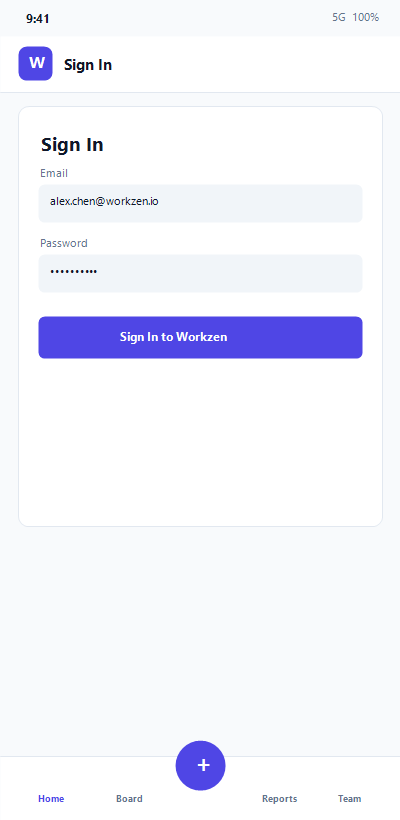 9:41 5G 100%
W Sign In
Sign In
Email
alex.chen@workzen.io
Password
••••••••••
Sign In to Workzen
+
Home Board Reports Team